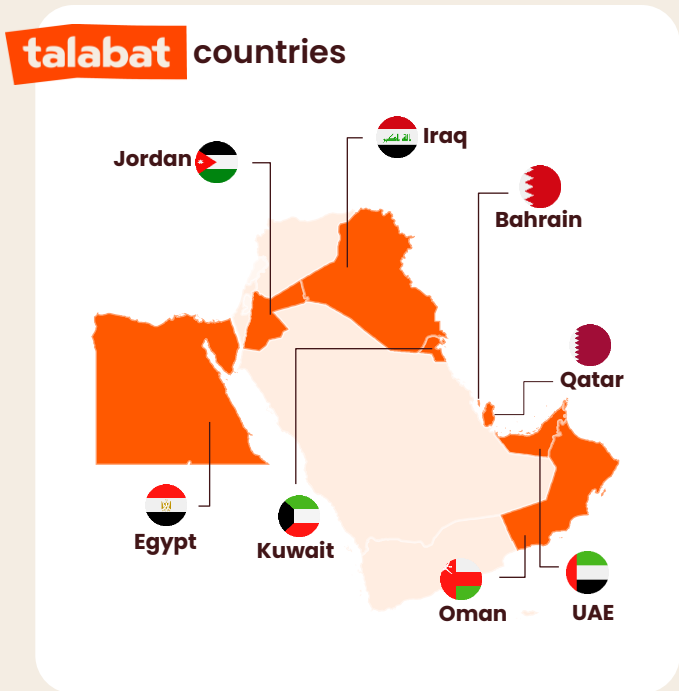 talabat countries
Iraq
Jordan
Bahrain
Qatar
Egypt
Kuwait
Oman
UAE